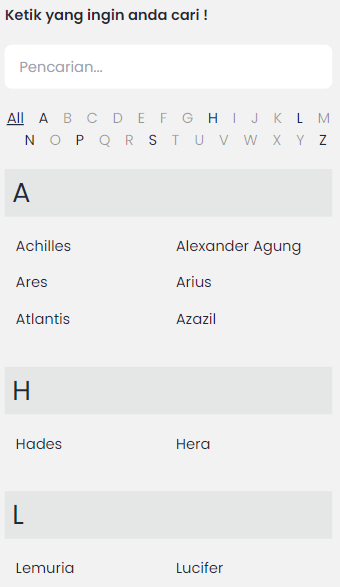 Ketik yang ingin anda cari !
Pencarian...
All A B C D E F G H I J K L M
N O P Q R S T U V W X Y Z
A
Achilles Alexander Agung
Ares Arius
Atlantis Azazil
H
Hades Hera
L
Lemuria Lucifer